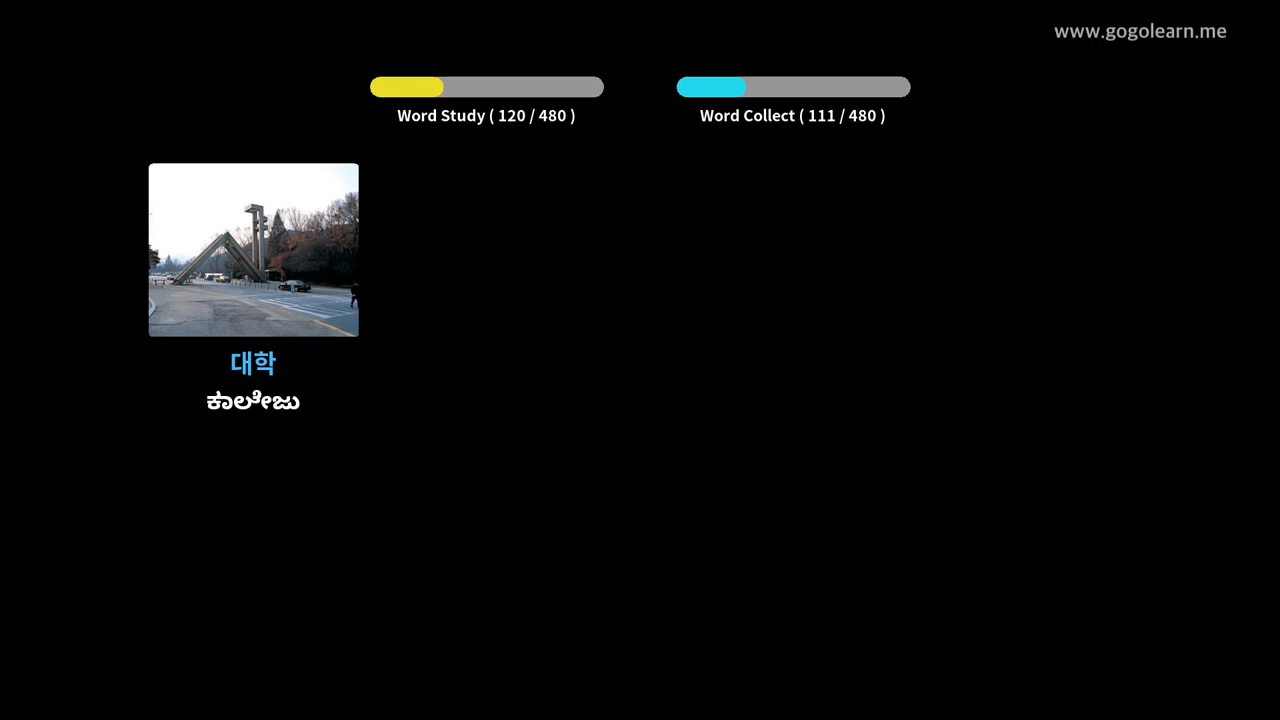 www.gogolearn.me
Word Study ( 120 / 480 )
Word Collect ( 111 / 480 )
대학
ಕಾಲೇಜು